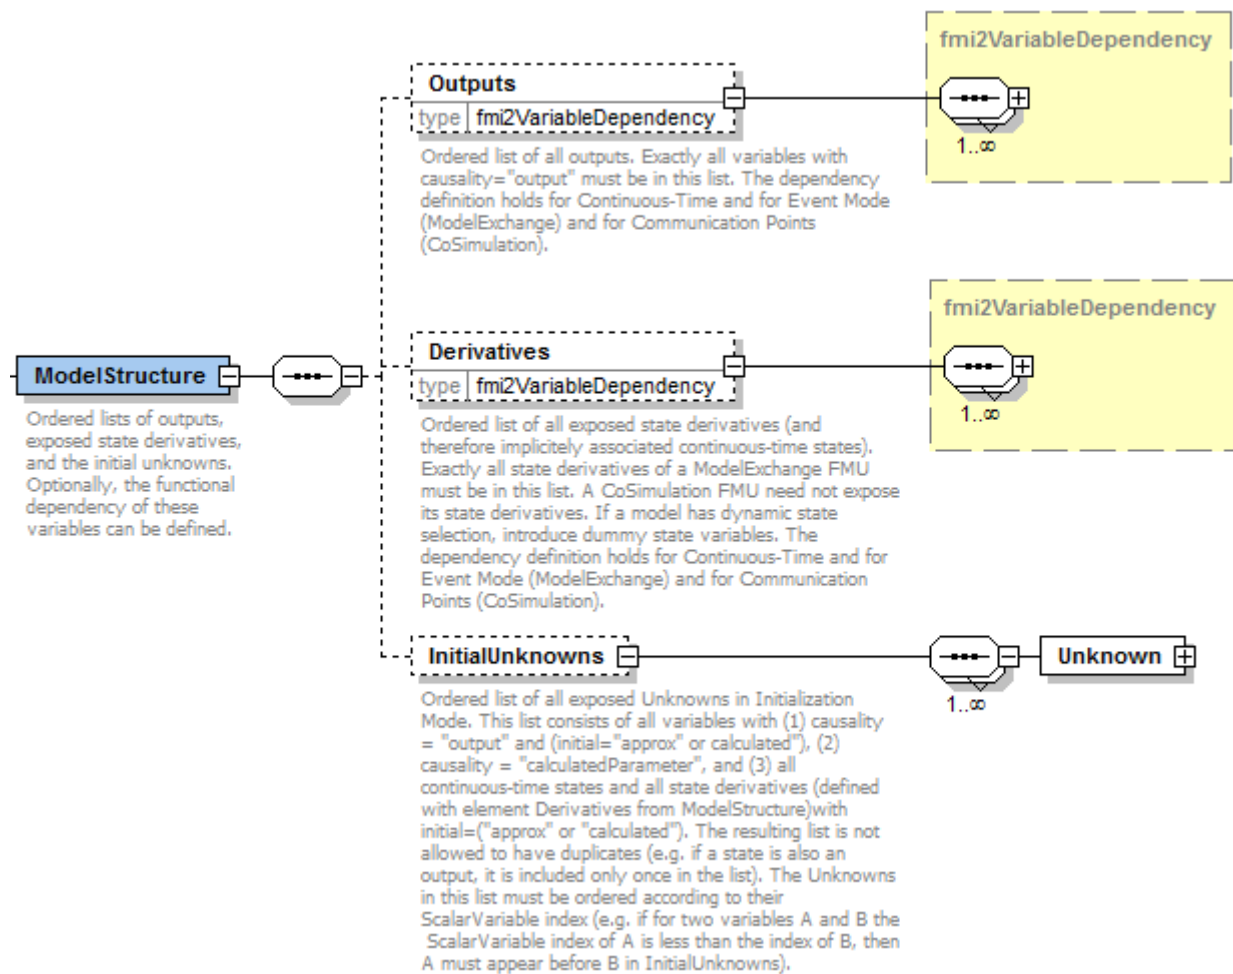 fmi2VariableDependency
Outputs
type fmi2VariableDependency
1..∞
Ordered list of all outputs. Exactly all variables with
causality="output" must be in this list. The dependency
definition holds for Continuous-Time and for Event Mode
(ModelExchange) and for Communication Points
(CoSimulation).
fmi2VariableDependency
Derivatives
type fmi2VariableDependency
1..∞
ModelStructure
Ordered lists of outputs,
exposed state derivatives,
and the initial unknowns.
Optionally, the functional
dependency of these
variables can be defined.
Ordered list of all exposed state derivatives (and
therefore implicitely associated continuous-time states).
Exactly all state derivatives of a ModelExchange FMU
must be in this list. A CoSimulation FMU need not expose
its state derivatives. If a model has dynamic state
selection, introduce dummy state variables. The
dependency definition holds for Continuous-Time and for
Event Mode (ModelExchange) and for Communication
Points (CoSimulation).
InitialUnknowns
Unknown
1..∞
Ordered list of all exposed Unknowns in Initialization
Mode. This list consists of all variables with (1) causality
= "output" and (initial="approx" or calculated"), (2)
causality = "calculatedParameter", and (3) all
continuous-time states and all state derivatives (defined
with element Derivatives from ModelStructure)with
initial=("approx" or "calculated"). The resulting list is not
allowed to have duplicates (e.g. if a state is also an
output, it is included only once in the list). The Unknowns
in this list must be ordered according to their
ScalarVariable index (e.g. if for two variables A and B the
ScalarVariable index of A is less than the index of B, then
A must appear before B in InitialUnknowns).